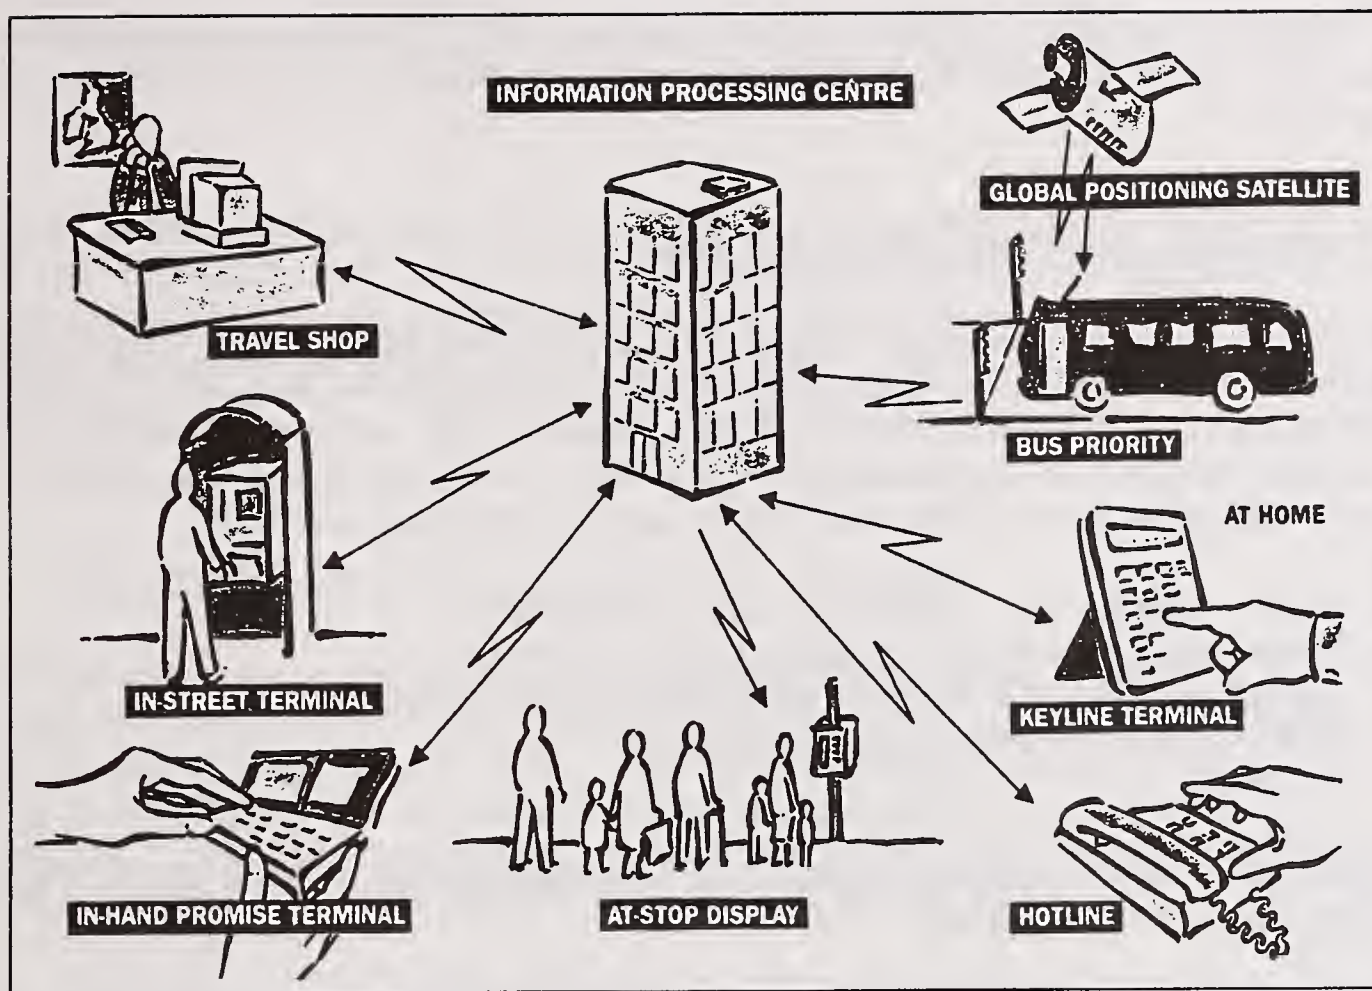 INFORMATION PROCESSING CENTRE
GLOBAL POSITIONING SATELLITE
TRAVEL SHOP
BUS PRIORITY
AT HOME
IN-STREET TERMINAL
KEYLINE TERMINAL
IN-HAND PROMISE TERMINAL
AT-STOP DISPLAY
HOTLINE